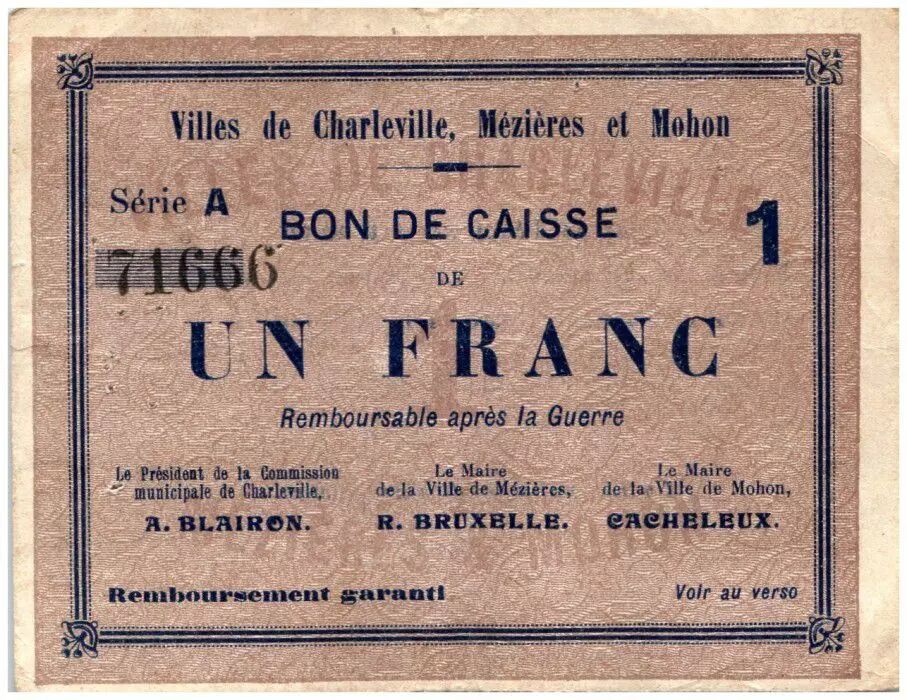 Villes de Charleville, Mézières et Mohon
Série A
BON DE CAISSE
1
71666
DE
UN FRANC
Remboursable après la Guerre
Le Président de la Commission
municipale de Charleville,
A. BLAIRON.
Le Maire
de la Ville de Mézières,
R. BRUXELLE.
Le Maire
de la Ville de Mohon,
CACHELEUX.
Remboursement garanti
Voir au verso